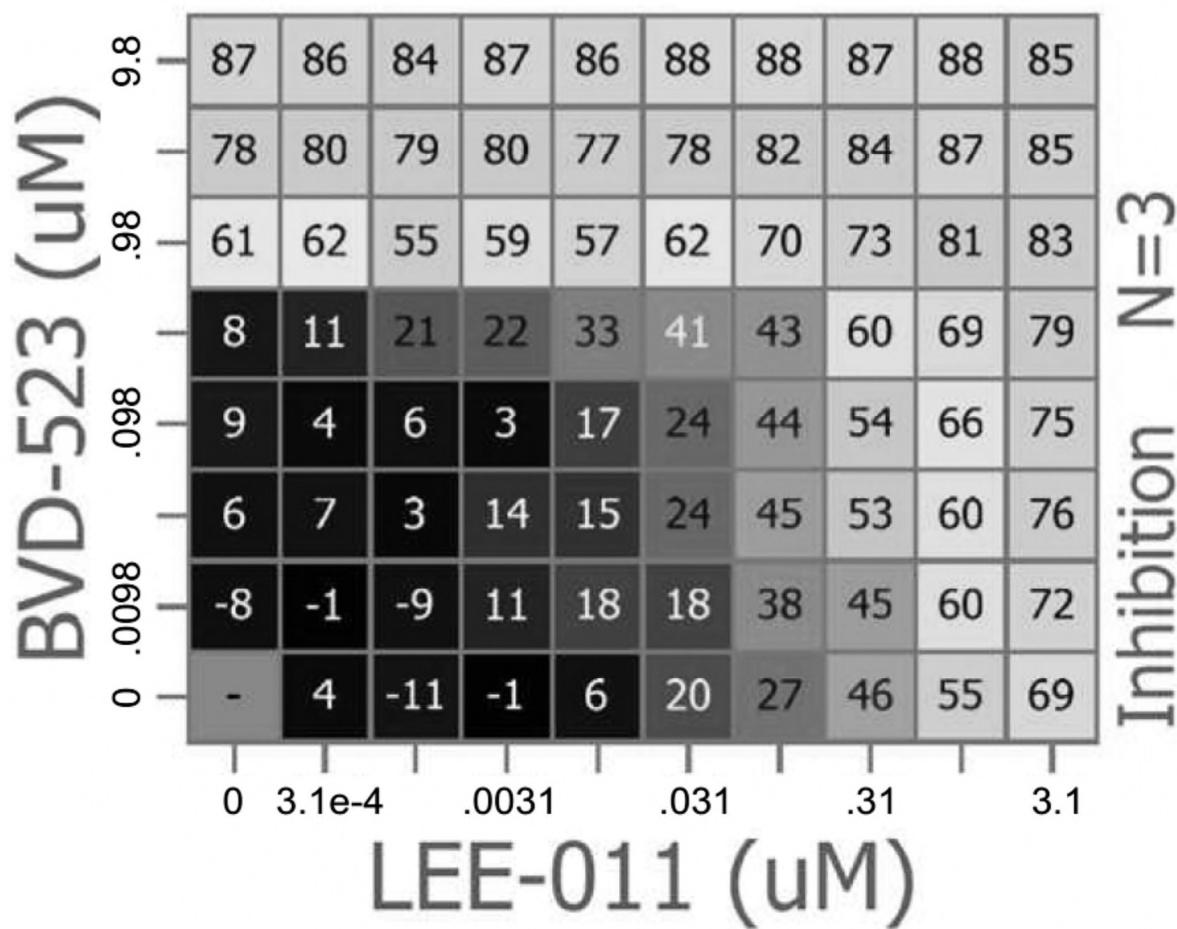 9.8 87 86 84 87 86 88 88 87 88 85
78 80 79 80 77 78 82 84 87 85
.98 61 62 55 59 57 62 70 73 81 83
8 11 21 22 33 41 43 60 69 79
.098 9 4 6 3 17 24 44 54 66 75
6 7 3 14 15 24 45 53 60 76
.0098 -8 -1 -9 11 18 18 38 45 60 72
0 - 4 -11 -1 6 20 27 46 55 69
0 3.1e-4 .0031 .031 .31 3.1
LEE-011 (uM)
BVD-523 (uM)
Inhibition N=3